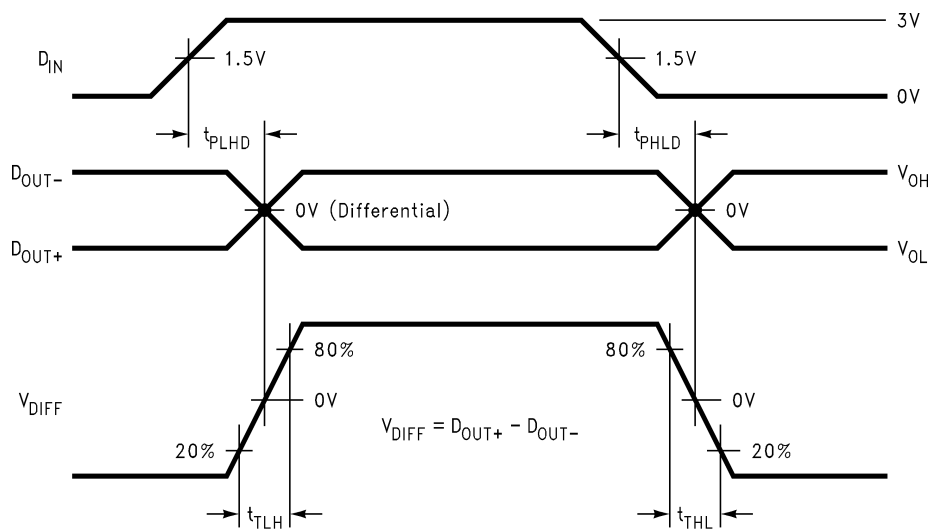 3V
D_IN 1.5V 1.5V
0V
t_PLHD t_PHLD
D_OUT- V_OH
0V (Differential) 0V
D_OUT+ V_OL
80% 80%
V_DIFF 0V 0V
V_DIFF = D_OUT+ - D_OUT-
20% 20%
t_TLH t_THL